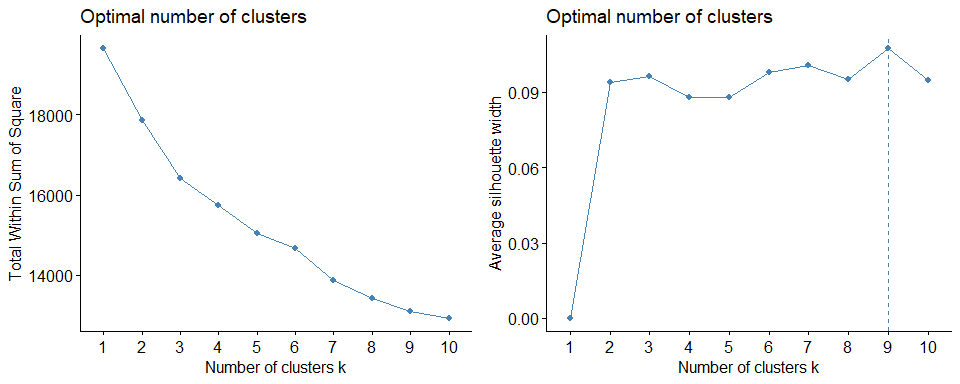 Optimal number of clusters
Total Within Sum of Square
18000
16000
14000
1 2 3 4 5 6 7 8 9 10
Number of clusters k
Optimal number of clusters
Average silhouette width
0.09
0.06
0.03
0.00
1 2 3 4 5 6 7 8 9 10
Number of clusters k